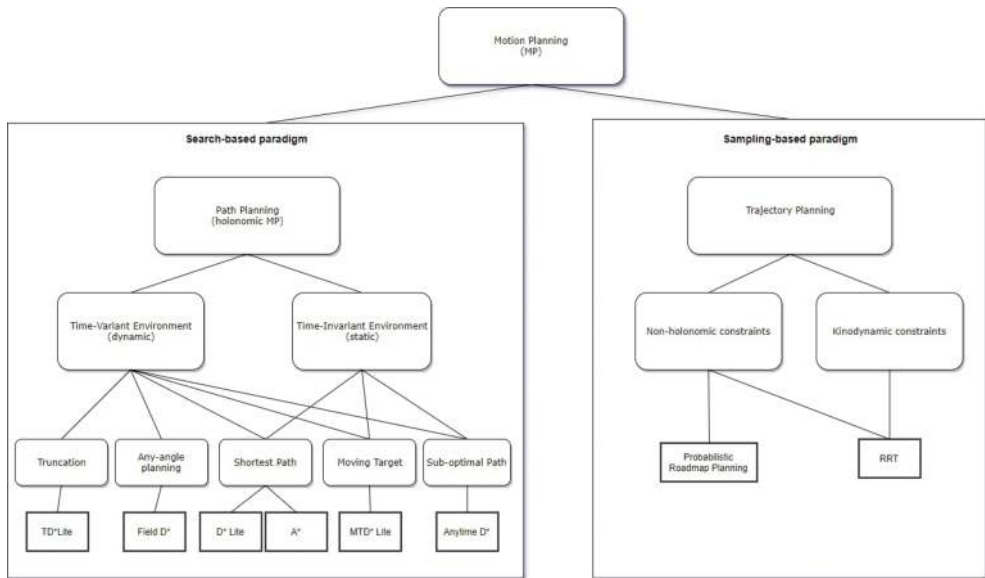 Motion Planning
(MP)
Search-based paradigm
Sampling-based paradigm
Path Planning
(holonomic MP)
Trajectory Planning
Time-Variant Environment
(dynamic)
Time-Invariant Environment
(static)
Non-holonomic constraints
Kinodynamic constraints
Truncation
Any-angle
planning
Shortest Path
Moving Target
Sub-optimal Path
Probabilistic
Roadmap Planning
RRT
TD*Lite
Field D*
D* Lite
A*
MTD* Lite
Anytime D*